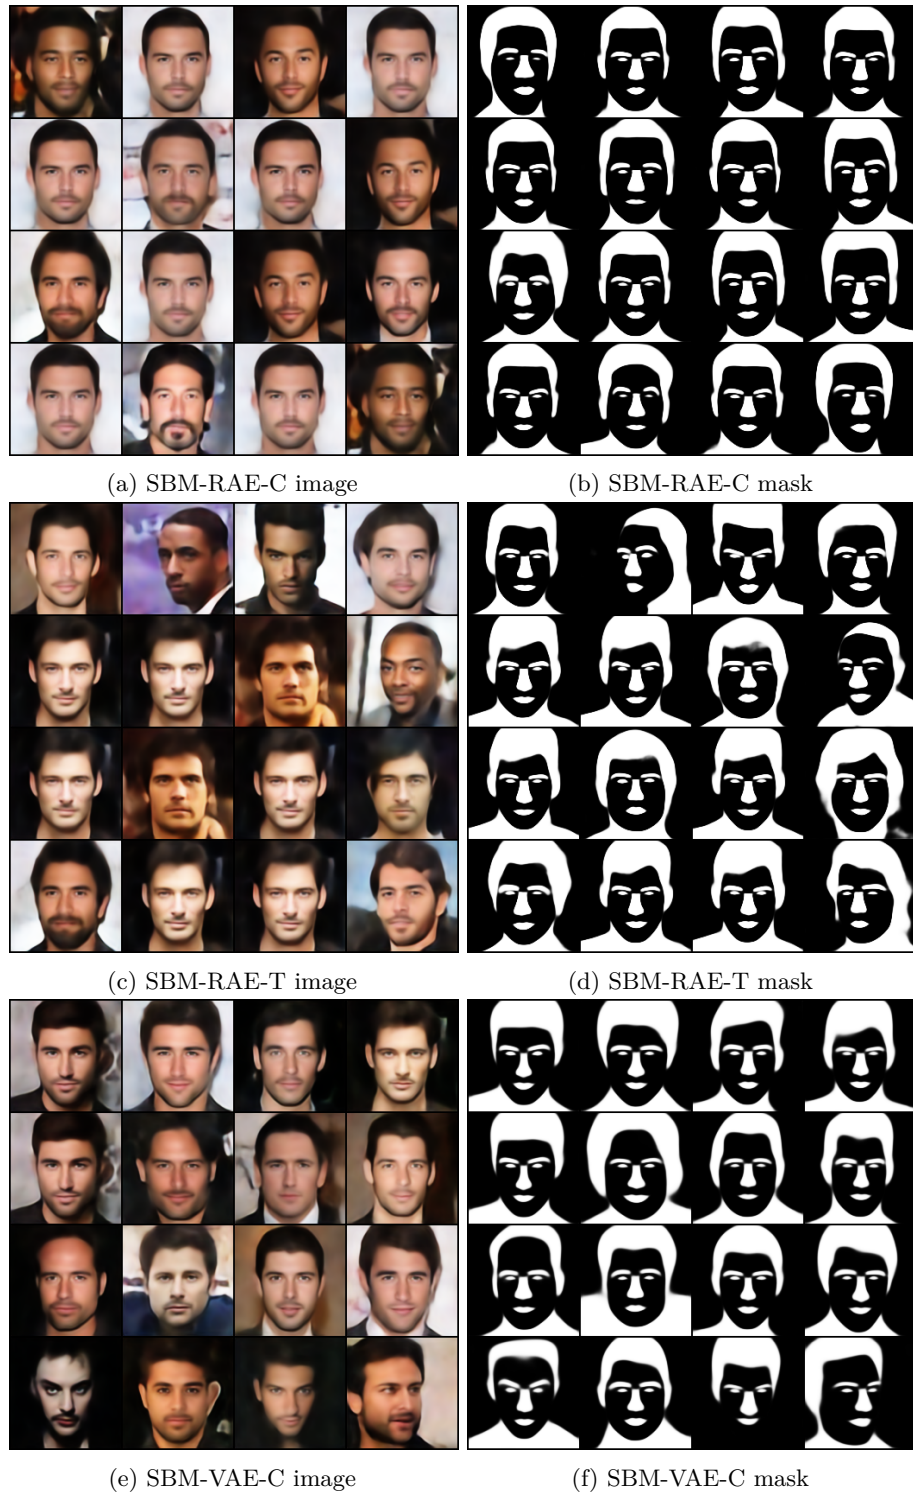 (a) SBM-RAE-C image
(b) SBM-RAE-C mask
(c) SBM-RAE-T image
(d) SBM-RAE-T mask
(e) SBM-VAE-C image
(f) SBM-VAE-C mask